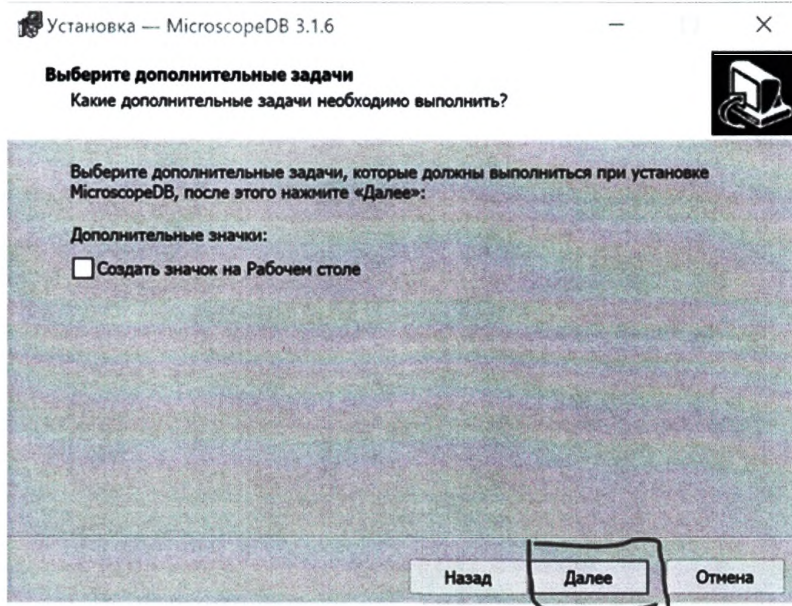 Установка — MicroscopeDB 3.1.6
Выберите дополнительные задачи
Какие дополнительные задачи необходимо выполнить?
Выберите дополнительные задачи, которые должны выполниться при установке
MicroscopeDB, после этого нажмите «Далее»:
Дополнительные значки:
Создать значок на Рабочем столе
Назад Далее Отмена